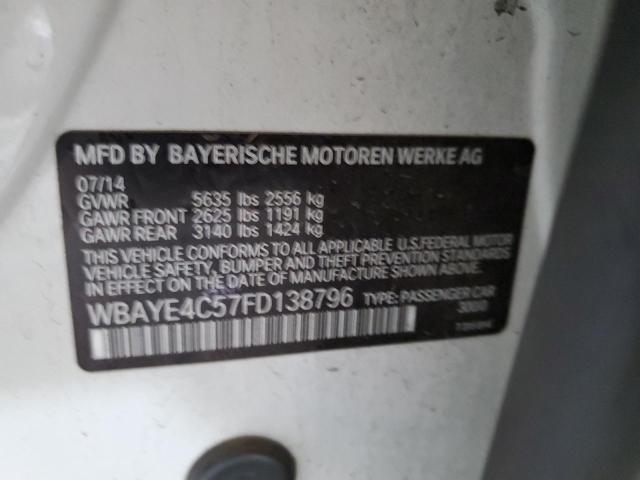 MFD BY BAYERISCHE MOTOREN WERKE AG
07/14
GVWR 5635 lbs 2556 kg
GAWR FRONT 2625 lbs 1191 kg
GAWR REAR 3140 lbs 1424 kg
THIS VEHICLE CONFORMS TO ALL APPLICABLE U.S.FEDERAL MOTOR
VEHICLE SAFETY, BUMPER AND THEFT PREVENTION STANDARDS
IN EFFECT ON THE DATE OF MANUFACTURE SHOWN ABOVE.
WBAYE4C57FD138796 TYPE: PASSENGER CAR